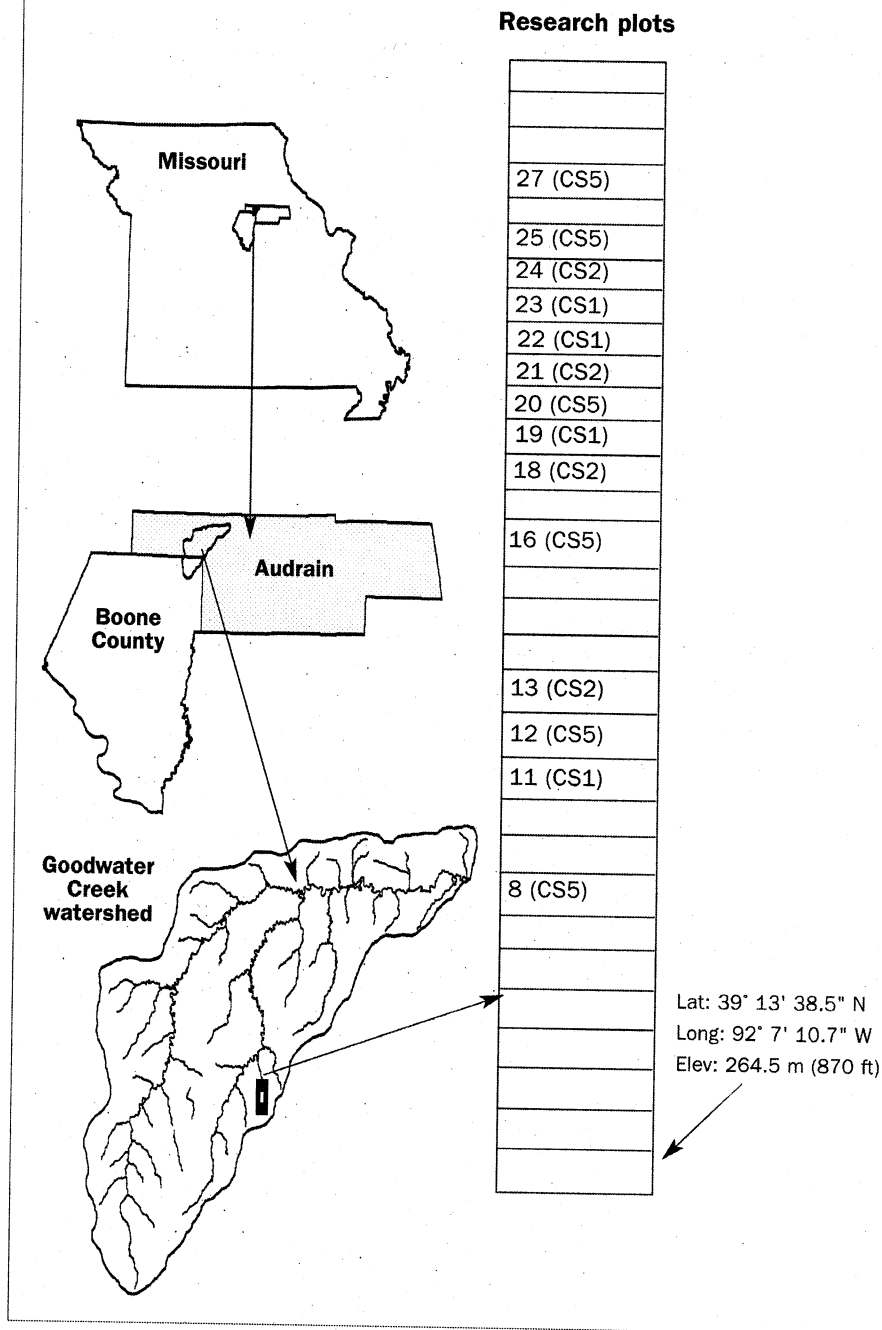 Research plots
Missouri
27 (CS5)
25 (CS5)
24 (CS2)
23 (CS1)
22 (CS1)
21 (CS2)
20 (CS5)
19 (CS1)
18 (CS2)
16 (CS5)
13 (CS2)
12 (CS5)
11 (CS1)
8 (CS5)
Audrain
Boone
County
Goodwater
Creek
watershed
Lat: 39° 13' 38.5" N
Long: 92° 7' 10.7" W
Elev: 264.5 m (870 ft)